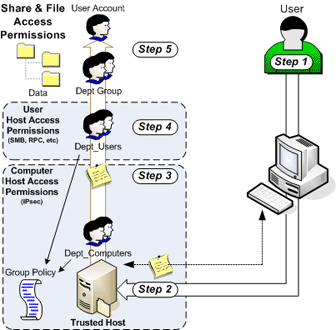 Share & File
Access
Permissions
User Account
User
Step 5
Step 1
Data
Dept Group
User
Host Access
Permissions
(SMB, RPC, etc)
Step 4
Dept_Users
Computer
Host Access
Permissions
(IPsec)
Step 3
Dept_Computers
Group Policy
Step 2
Trusted Host